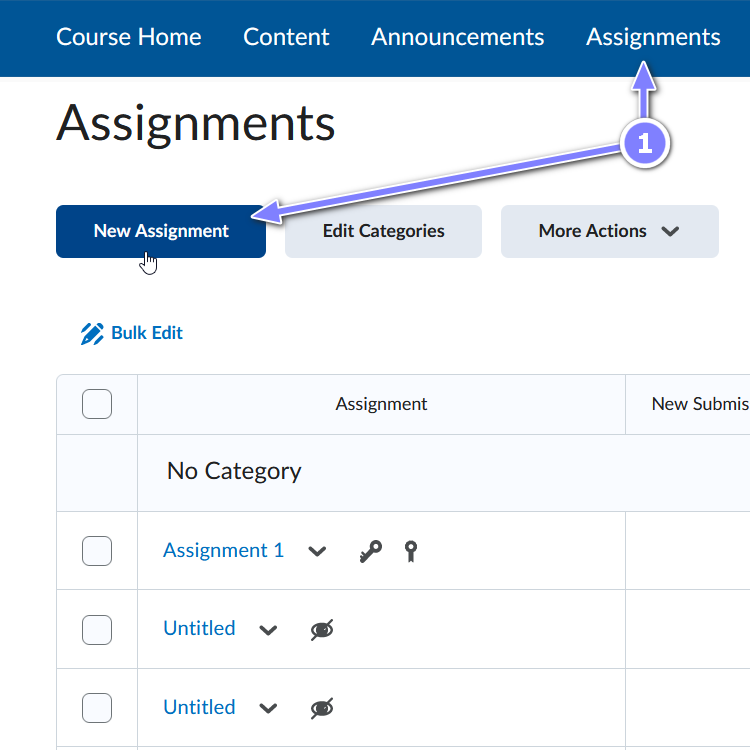 Course Home Content Announcements Assignments
Assignments
1
New Assignment Edit Categories More Actions
Bulk Edit
Assignment New Submis
No Category
Assignment 1
Untitled
Untitled